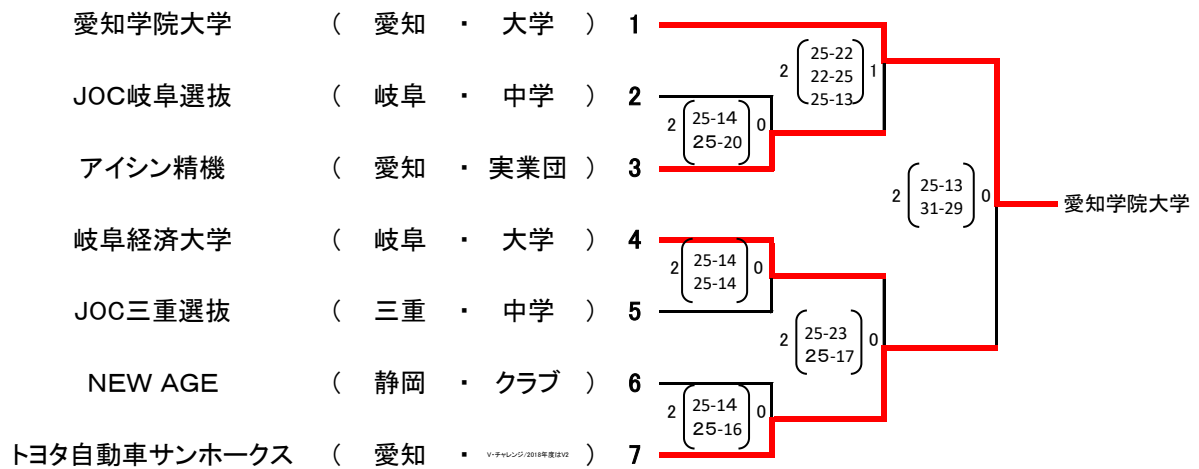 愛知学院大学 ( 愛知 ・ 大学 ) 1
JOC岐阜選抜 ( 岐阜 ・ 中学 ) 2
アイシン精機 ( 愛知 ・ 実業団 ) 3
岐阜経済大学 ( 岐阜 ・ 大学 ) 4
JOC三重選抜 ( 三重 ・ 中学 ) 5
NEW AGE ( 静岡 ・ クラブ ) 6
トヨタ自動車サンホークス ( 愛知 ・ V・チャレンジ/2018年度はV2 ) 7
2 25-14 0
25-20
2 25-14 0
25-14
2 25-14 0
25-16
2 25-22 1
22-25
25-13
2 25-23 0
25-17
2 25-13 0
31-29
愛知学院大学